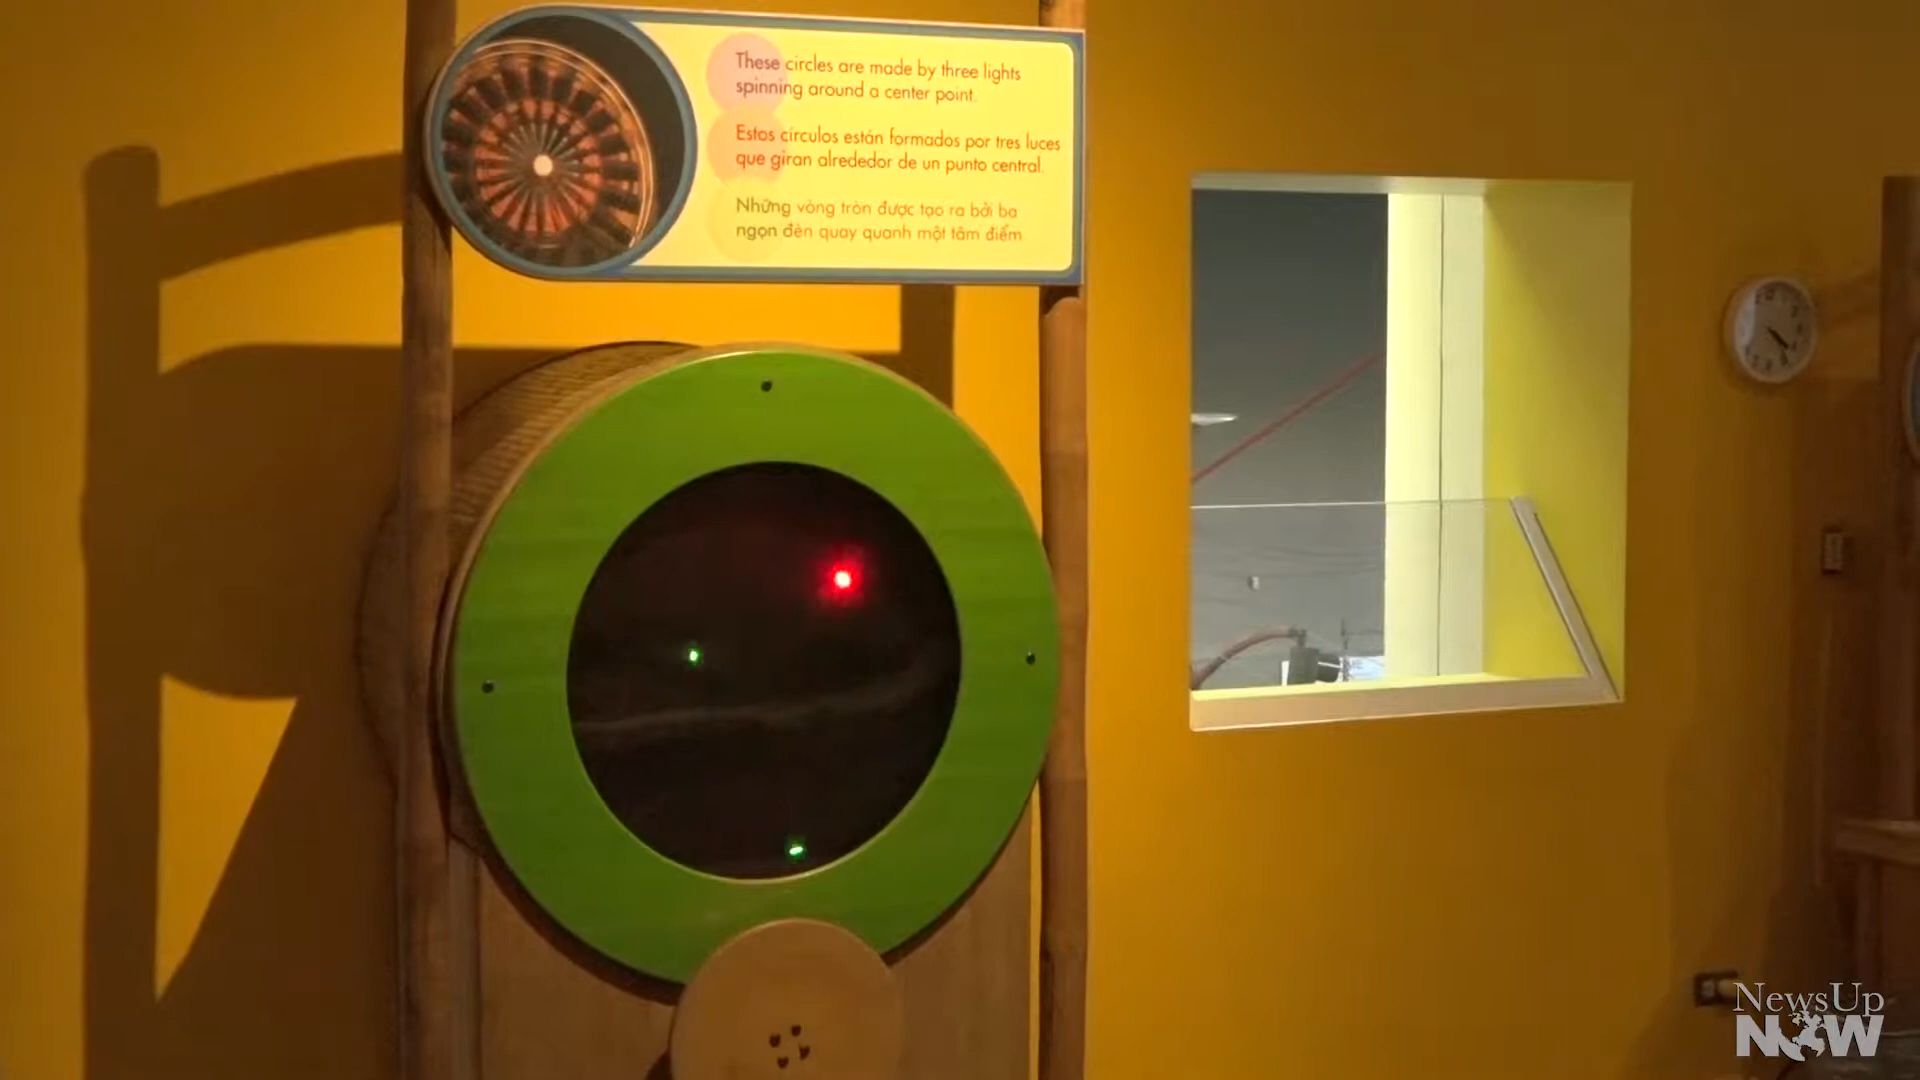 These circles are made by three lights
spinning around a center point.
Estos círculos están formados por tres luces
que giran alrededor de un punto central.
Những vòng tròn được tạo ra bởi ba
ngọn đèn quay quanh một tâm điểm
NewsUp
NOW